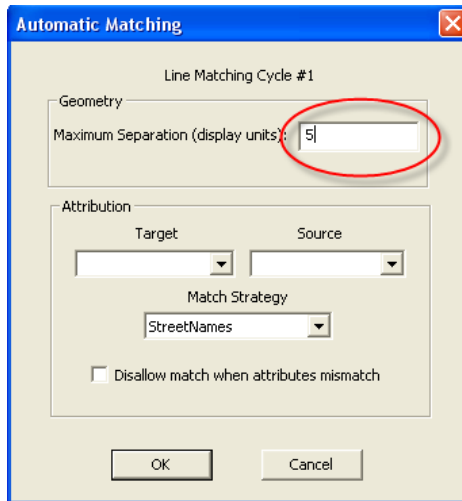 Automatic Matching
Line Matching Cycle #1
Geometry
Maximum Separation (display units): 5
Attribution
Target Source
Match Strategy
StreetNames
Disallow match when attributes mismatch
OK Cancel